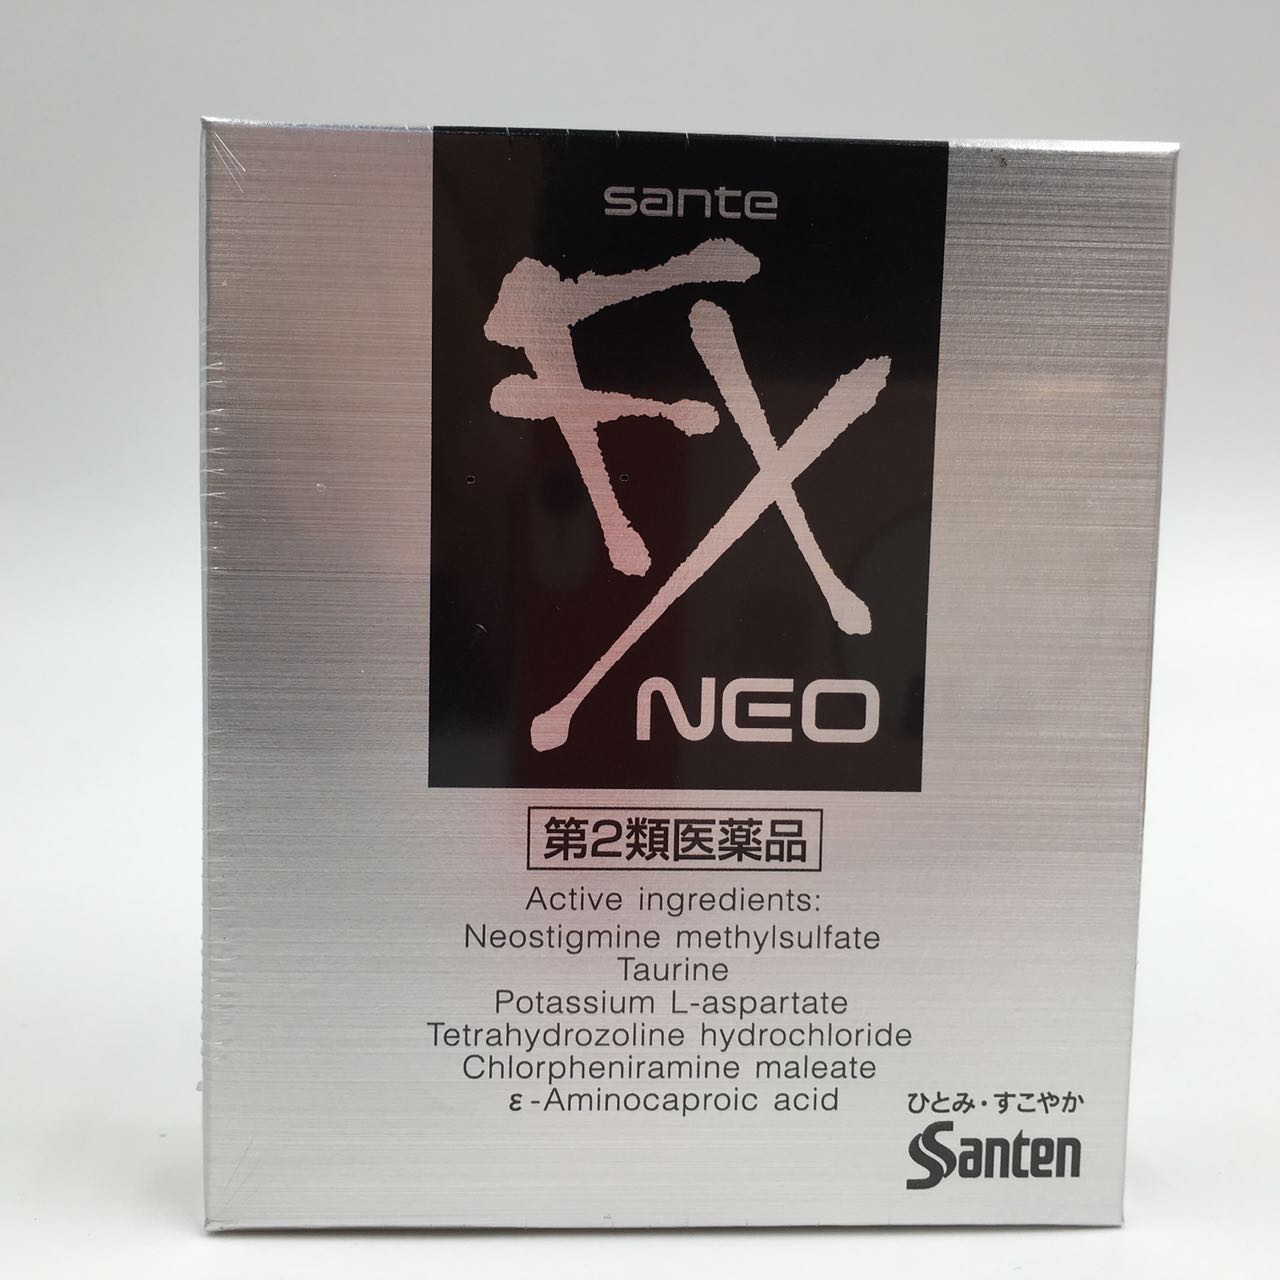 sante
FX
NEO
第2類医薬品
Active ingredients:
Neostigmine methylsulfate
Taurine
Potassium L-aspartate
Tetrahydrozoline hydrochloride
Chlorpheniramine maleate
ε-Aminocaproic acid
ひとみ・すこやか
Santen